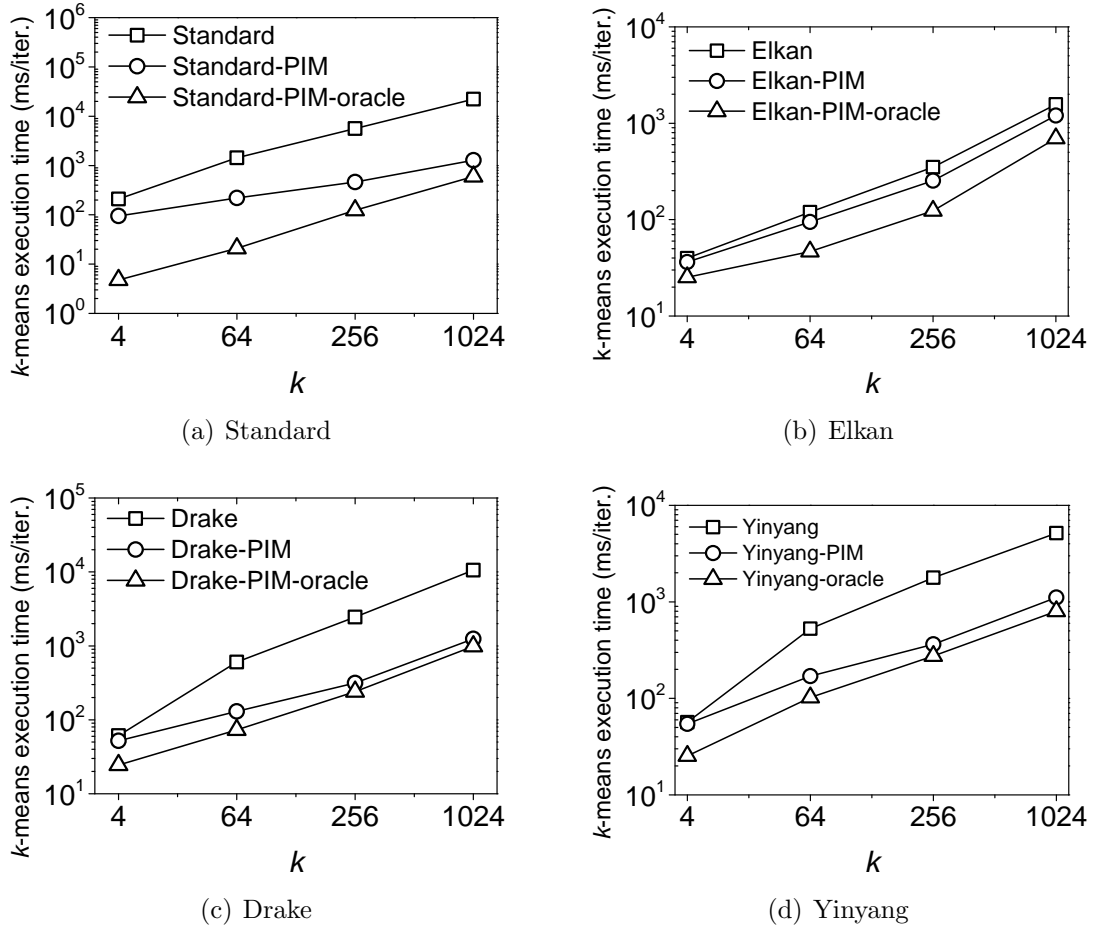 k-means execution time (ms/iter.)
10^6
10^5
10^4
10^3
10^2
10^1
10^0
Standard
Standard-PIM
Standard-PIM-oracle
4 64 256 1024
k
(a) Standard
k-means execution time (ms/iter.)
10^4
10^3
10^2
10^1
Elkan
Elkan-PIM
Elkan-PIM-oracle
4 64 256 1024
k
(b) Elkan
k-means execution time (ms/iter.)
10^5
10^4
10^3
10^2
10^1
Drake
Drake-PIM
Drake-PIM-oracle
4 64 256 1024
k
(c) Drake
k-means execution time (ms/iter.)
10^4
10^3
10^2
10^1
Yinyang
Yinyang-PIM
Yinyang-oracle
4 64 256 1024
k
(d) Yinyang